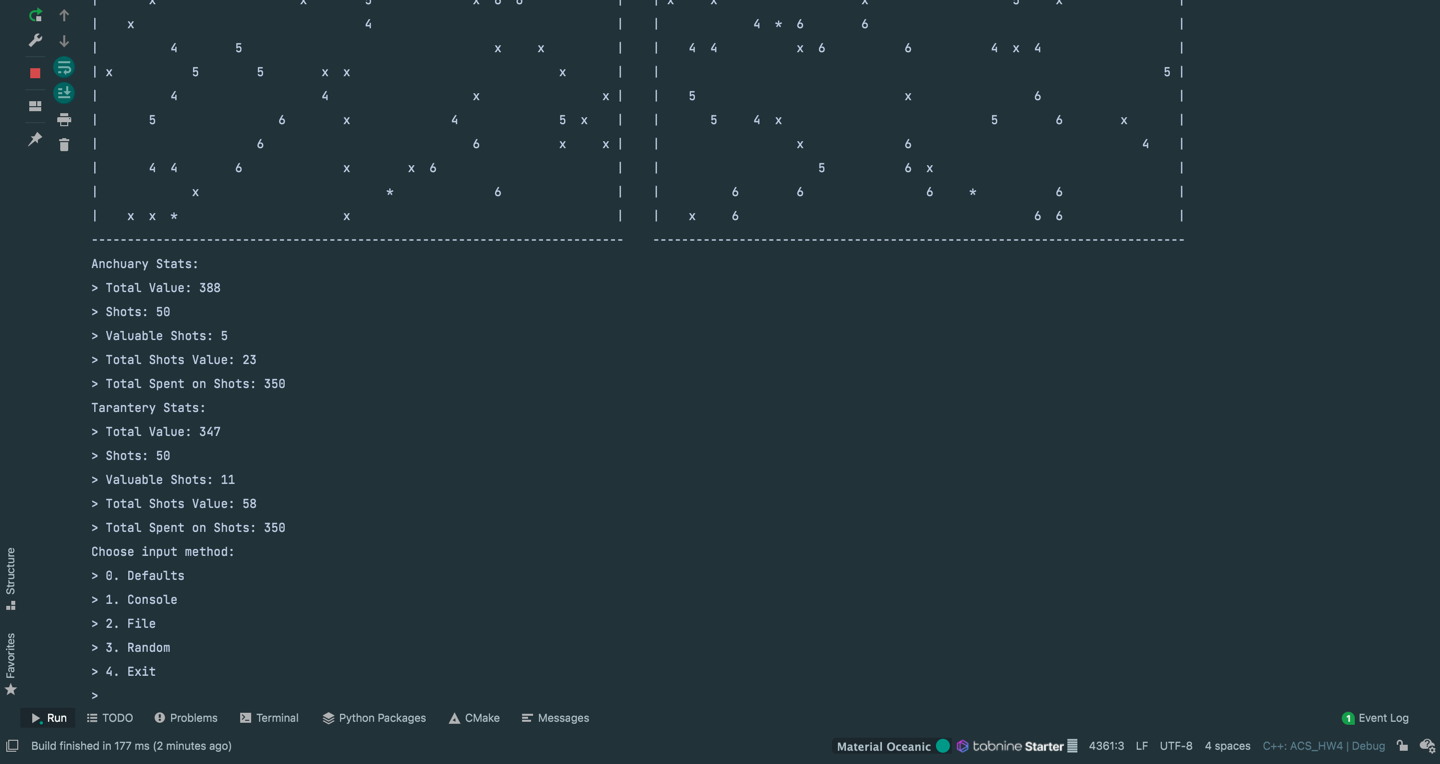 |       x                    x        5              x  6 6             |    | x     x                    x                    5     x                |
|    x                                4                                  |    |             4  *  6        6                                           |
|          4        5                                   x     x          |    |    4  4           x  6           6           4  x  4                   |
| x           5        5        x  x                             x       |    |                                                                      5 |
|          4                    4                    x                 x |    |    5                             x                 6                   |
|       5                 6        x              4              5  x    |    |       5     4  x                             5        6        x       |
|                      6                             6           x     x |    |                   x              6                                4    |
|       4  4        6              x        x  6                         |    |                      5           6  x                                  |
|             x                          *              6                |    |          6        6                 6     *           6                |
|    x  x  *                       x                                     |    |    x     6                                         6  6                |
--------------------------------------------------------------------------    --------------------------------------------------------------------------
Anchuary Stats:
> Total Value: 388
> Shots: 50
> Valuable Shots: 5
> Total Shots Value: 23
> Total Spent on Shots: 350
Tarantery Stats:
> Total Value: 347
> Shots: 50
> Valuable Shots: 11
> Total Shots Value: 58
> Total Spent on Shots: 350
Choose input method:
> 0. Defaults
> 1. Console
> 2. File
> 3. Random
> 4. Exit
>
Structure
Favorites
Run TODO Problems Terminal Python Packages CMake Messages 1 Event Log
Build finished in 177 ms (2 minutes ago) Material Oceanic tabnine Starter 4361:3 LF UTF-8 4 spaces C++: ACS_HW4 | Debug